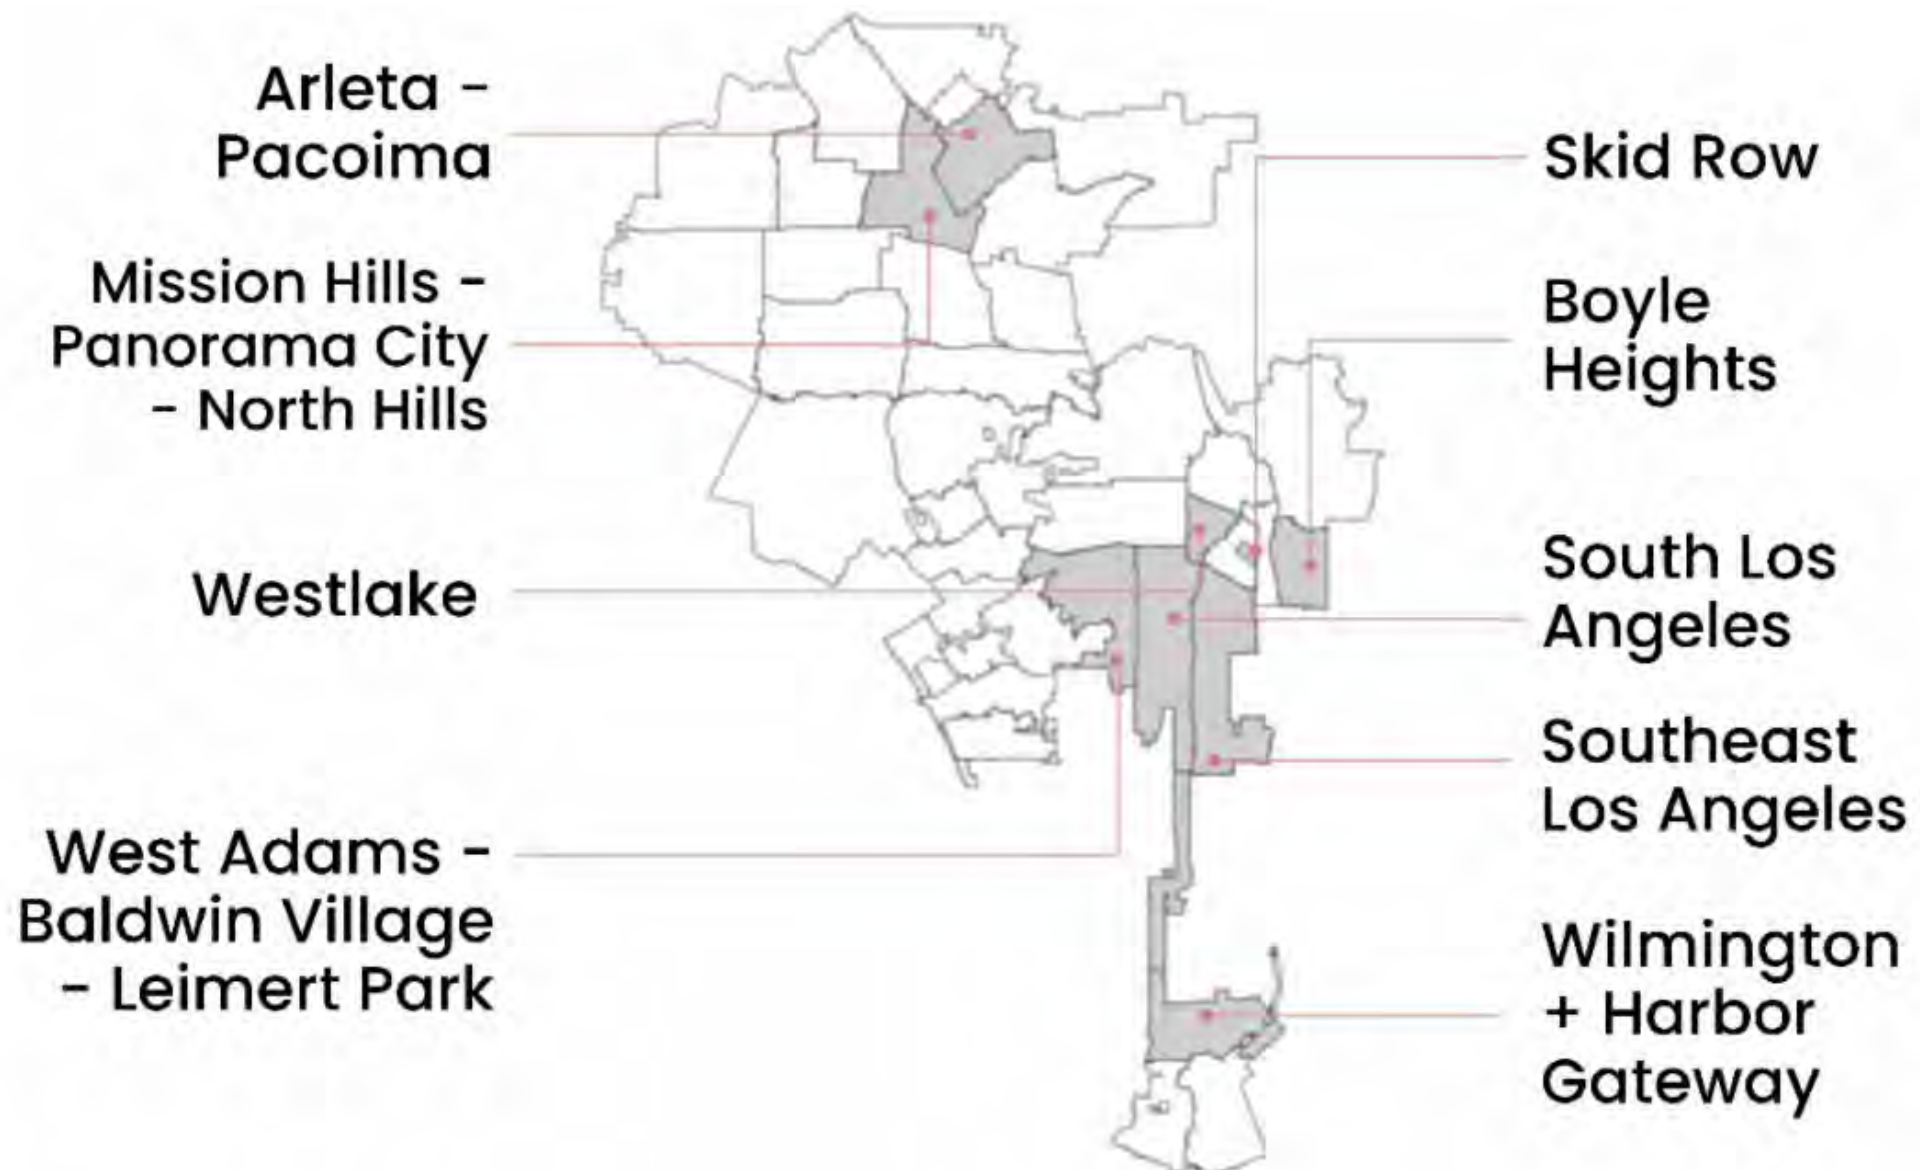 Arleta -
Pacoima
Mission Hills -
Panorama City
- North Hills
Westlake
West Adams -
Baldwin Village
- Leimert Park
Skid Row
Boyle
Heights
South Los
Angeles
Southeast
Los Angeles
Wilmington
+ Harbor
Gateway